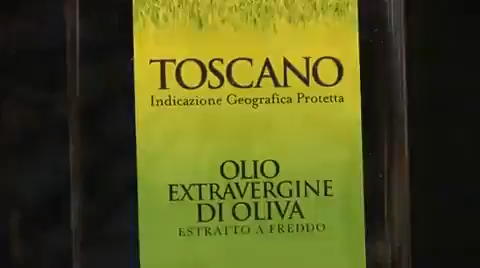 TOSCANO
Indicazione Geografica Protetta
OLIO
EXTRAVERGINE
DI OLIVA
ESTRATTO A FREDDO